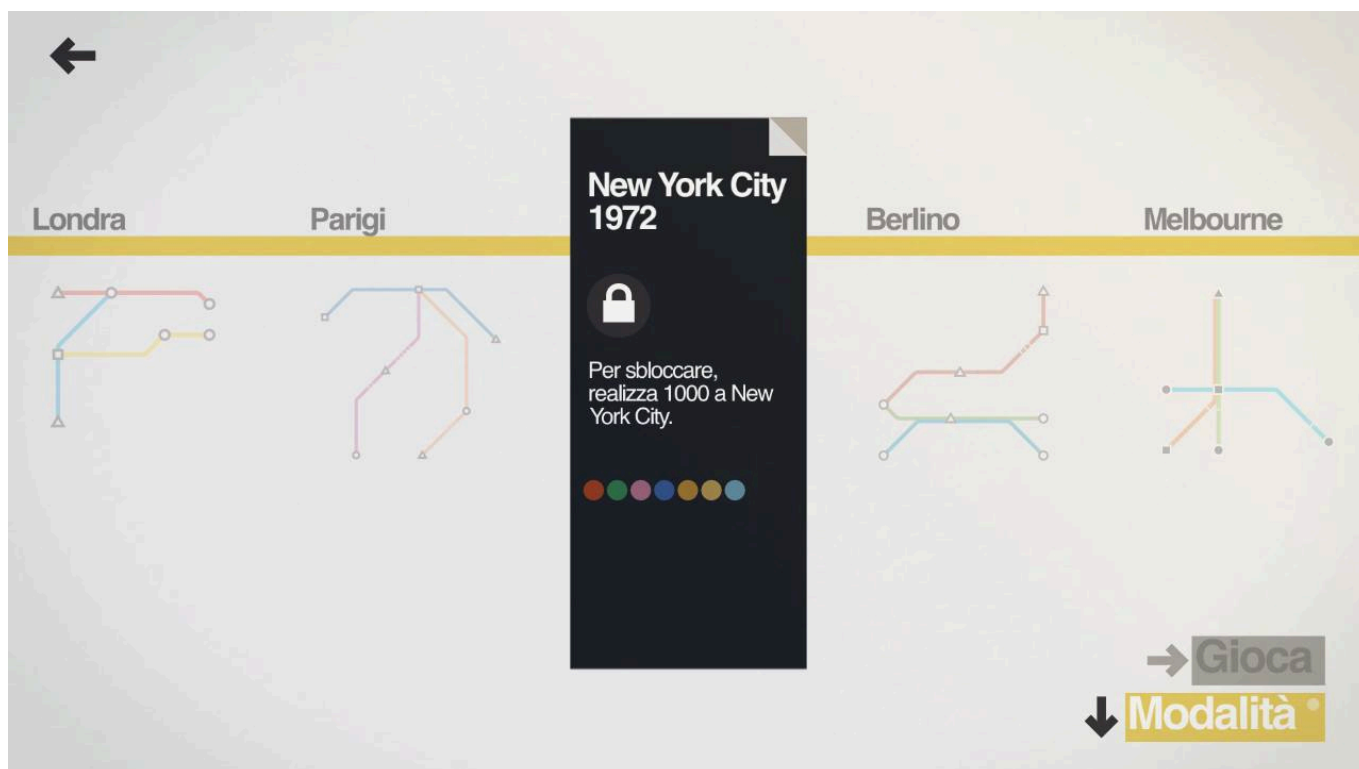 Londra
Parigi
New York City
1972
Berlino
Melbourne
Per sbloccare,
realizza 1000 a New
York City.
Gioca
Modalità